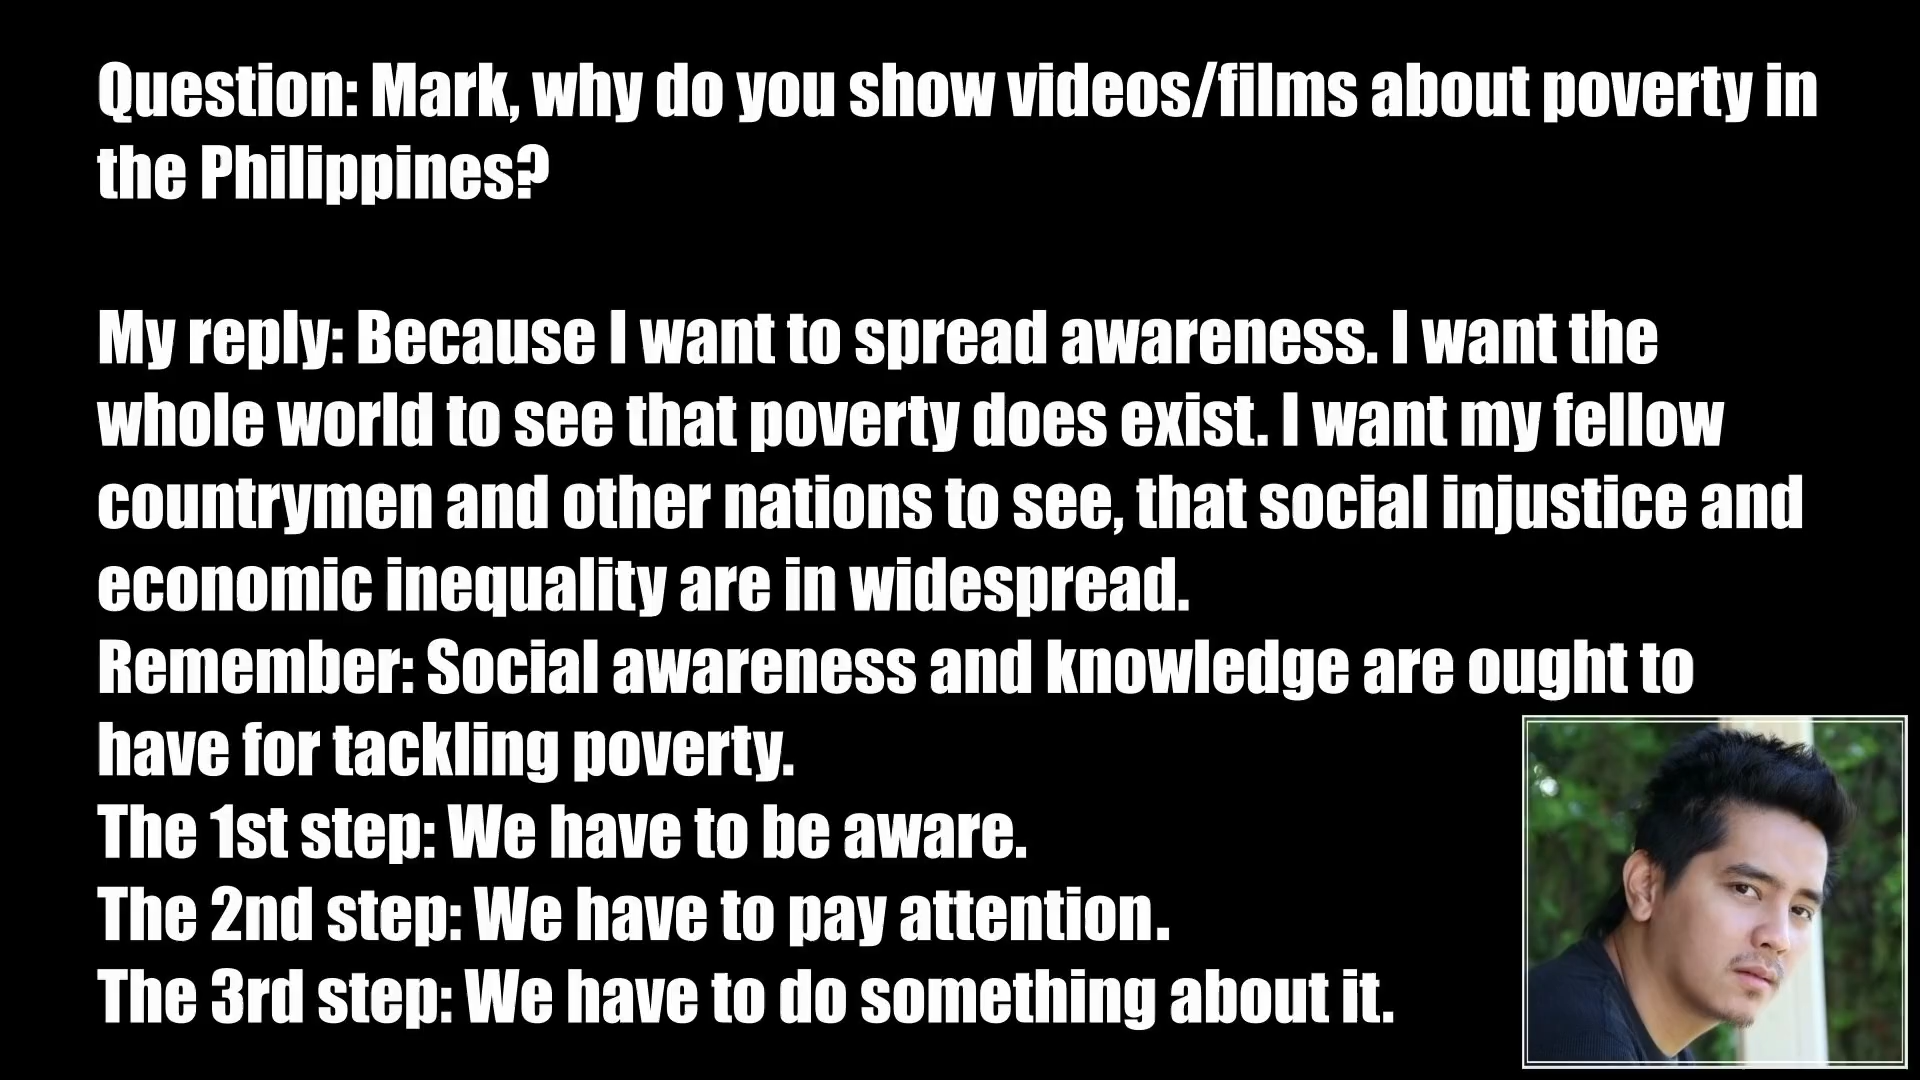 Question: Mark, why do you show videos/films about poverty in
the Philippines?
My reply: Because I want to spread awareness. I want the
whole world to see that poverty does exist. I want my fellow
countrymen and other nations to see, that social injustice and
economic inequality are in widespread.
Remember: Social awareness and knowledge are ought to
have for tackling poverty.
The 1st step: We have to be aware.
The 2nd step: We have to pay attention.
The 3rd step: We have to do something about it.